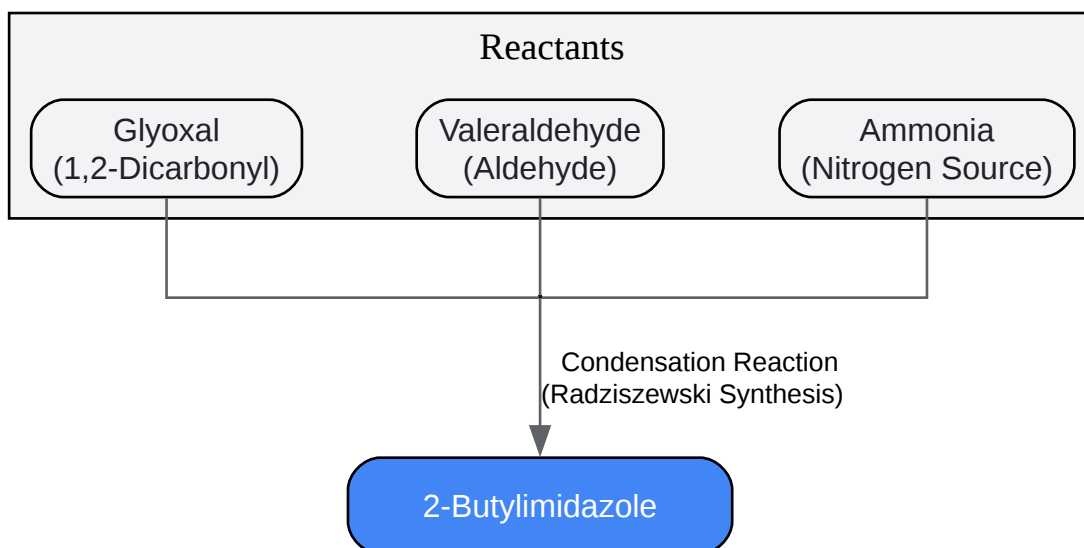 Reactants
Glyoxal
(1,2-Dicarbonyl)
Valeraldehyde
(Aldehyde)
Ammonia
(Nitrogen Source)
Condensation Reaction
(Radziszewski Synthesis)
2-Butylimidazole